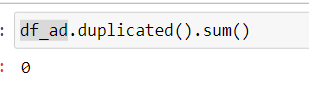 : df_ad.duplicated().sum()
: 0